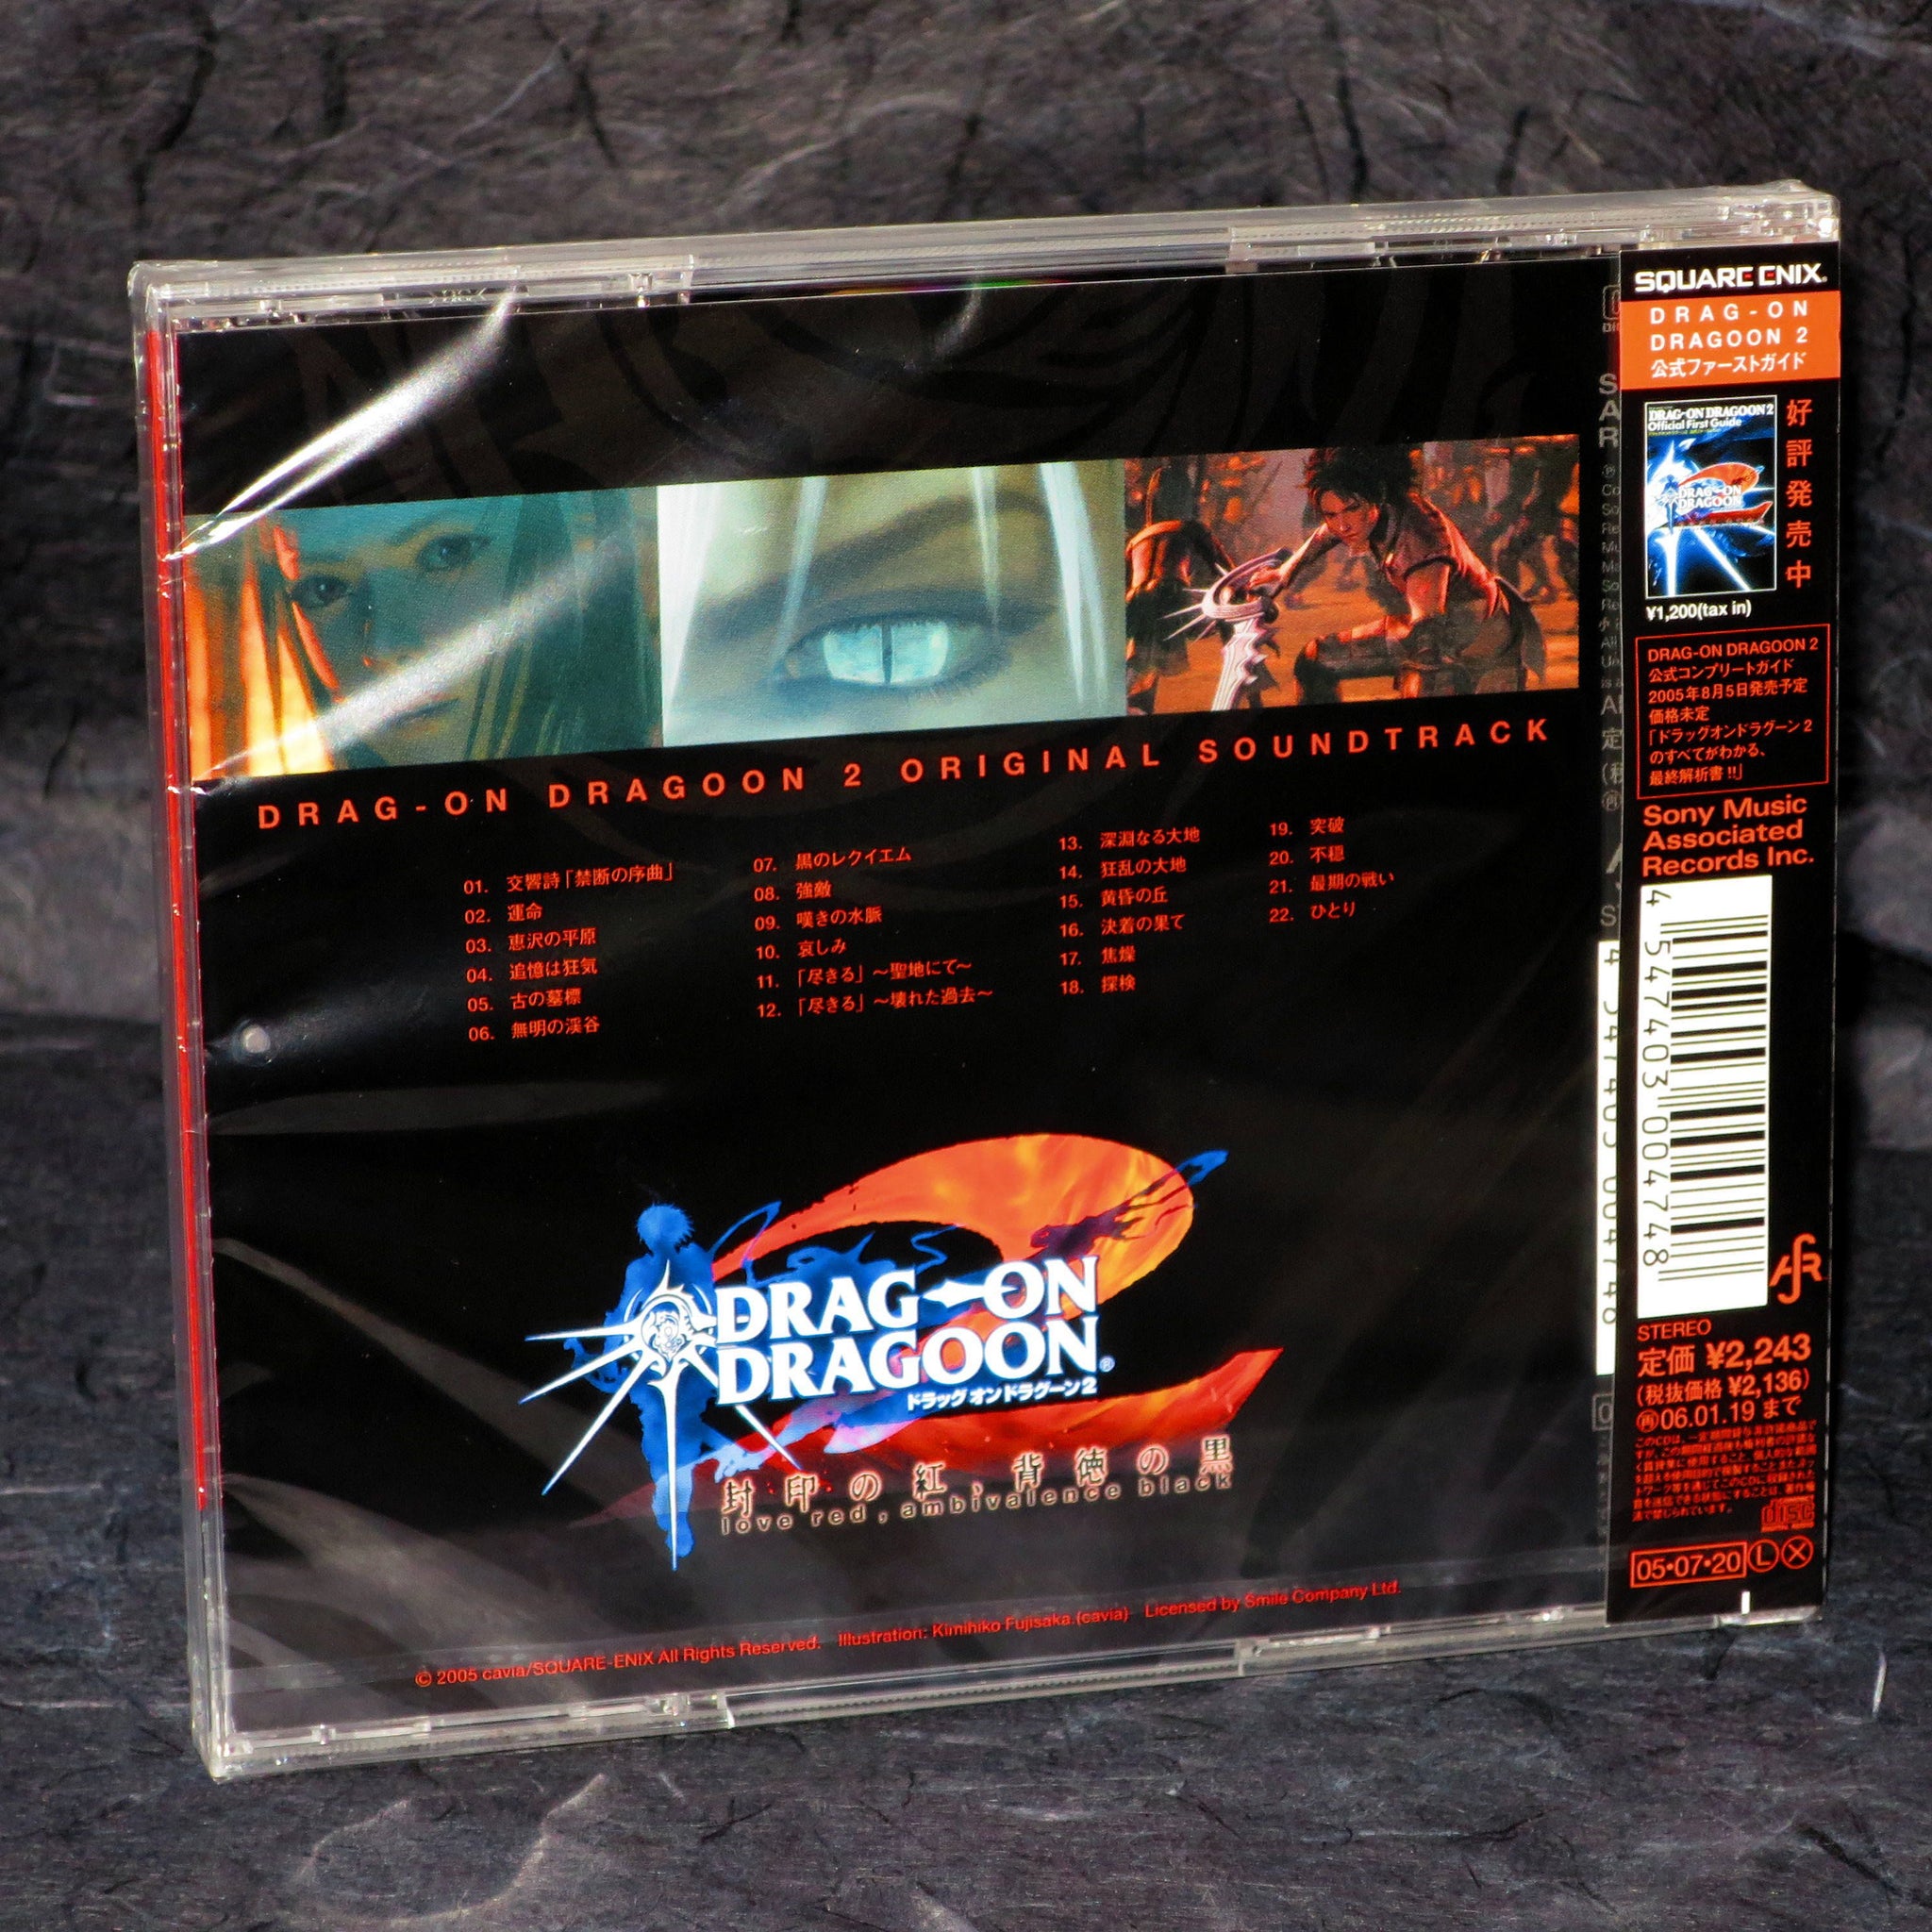 DRAG-ON DRAGOON 2 ORIGINAL SOUNDTRACK
01. 交響詩「禁断の序曲」
02. 運命
03. 恵沢の平原
04. 追憶は狂気
05. 古の墓標
06. 無明の渓谷
07. 黒のレクイエム
08. 強敵
09. 嘆きの水脈
10. 哀しみ
11. 「尽きる」～聖地にて～
12. 「尽きる」～壊れた過去～
13. 深淵なる大地
14. 狂乱の大地
15. 黄昏の丘
16. 決着の果て
17. 焦燥
18. 探検
19. 突破
20. 不穏
21. 最期の戦い
22. ひとり
DRAG-ON
DRAGOON®
ドラッグ オン ドラグーン2
封印の紅、背徳の黒
love red, ambivalence black
© 2005 cavia/SQUARE-ENIX All Rights Reserved. Illustration: Kimihiko Fujisaka.(cavia) Licensed by Smile Company Ltd.
SQUARE ENIX®
DRAG-ON
DRAGOON 2
公式ファーストガイド
DRAG-ON DRAGOON 2
Official First Guide
DRAG-ON
DRAGOON
好評発売中
¥1,200(tax in)
DRAG-ON DRAGOON 2
公式コンプリートガイド
2005年8月5日発売予定
価格未定
「ドラッグオンドラグーン2
のすべてがわかる、
最終解析書!!」
Sony Music
Associated
Records Inc.
4 547403 004748
STEREO
定価 ¥2,243
(税抜価格 ¥2,136)
再06.01.19 まで
disc
05・07・20 L X